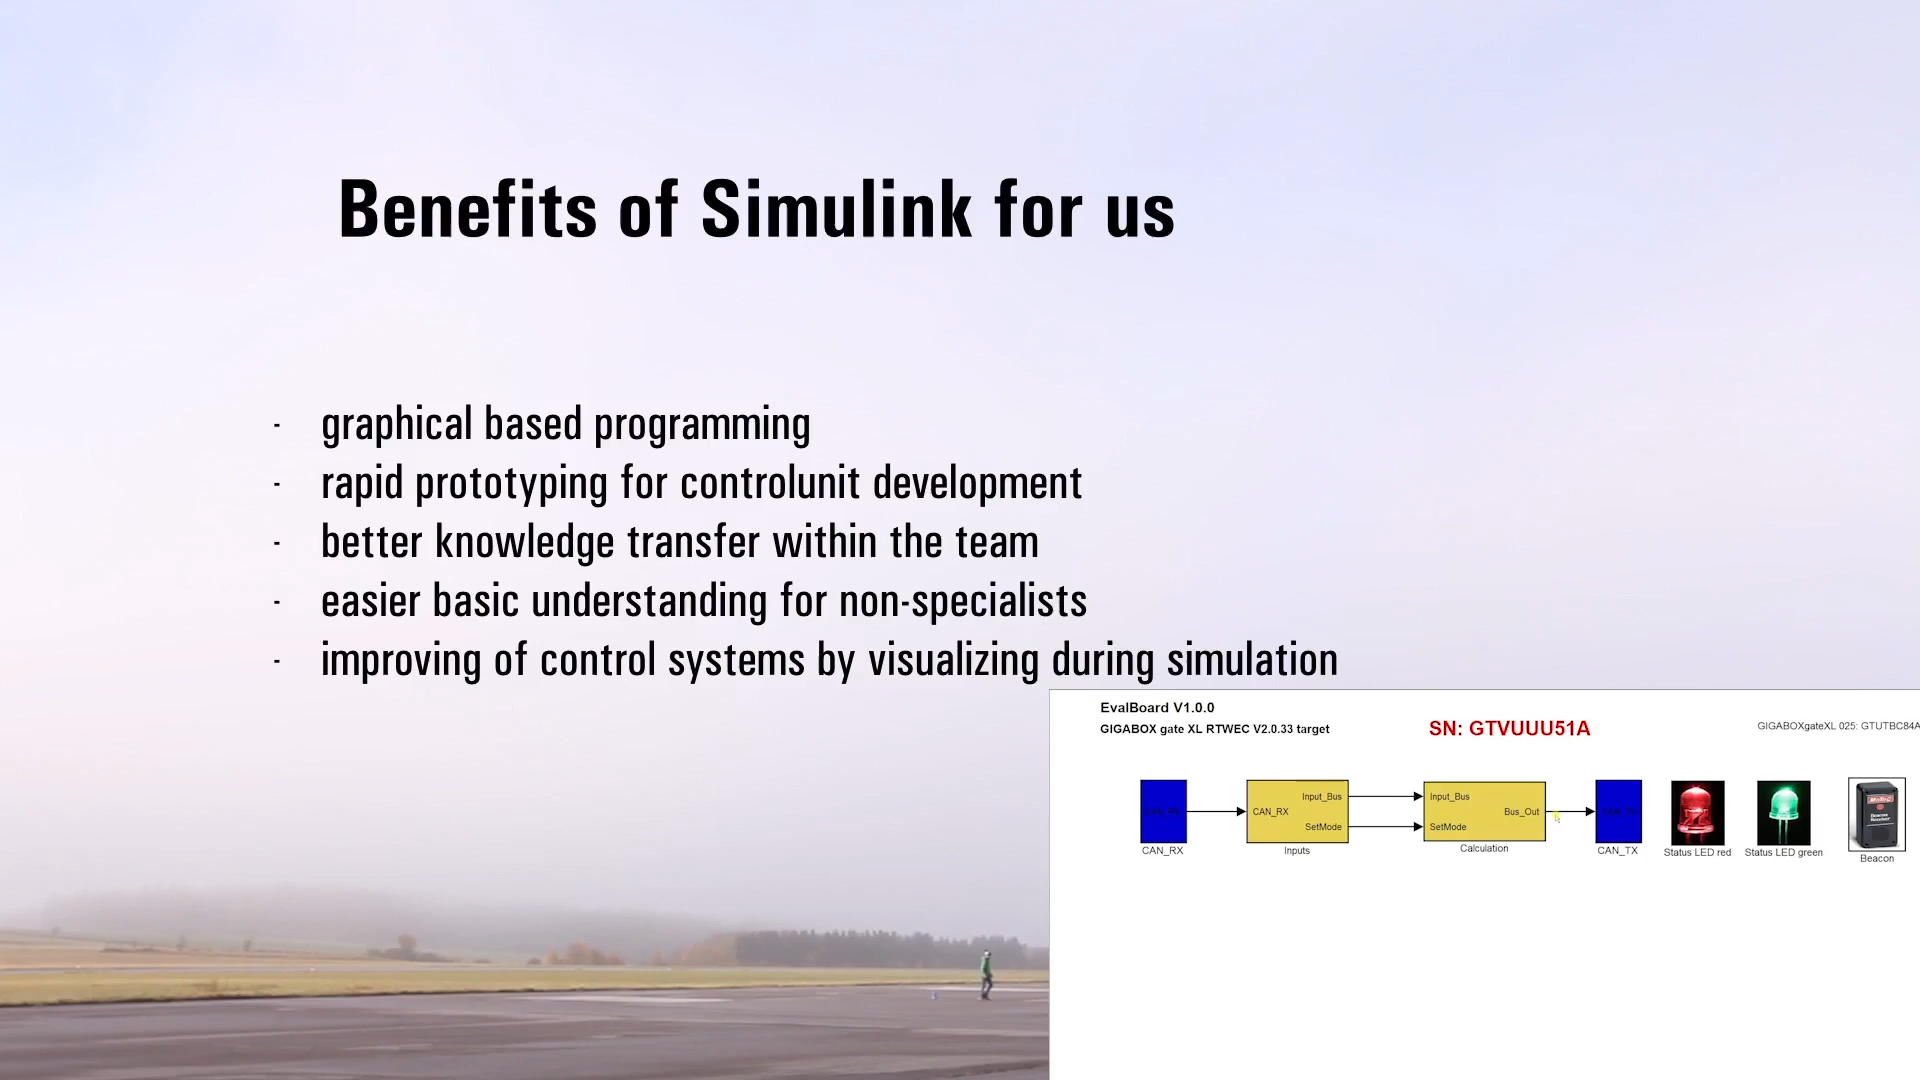 Benefits of Simulink for us
- graphical based programming
- rapid prototyping for controlunit development
- better knowledge transfer within the team
- easier basic understanding for non-specialists
- improving of control systems by visualizing during simulation
EvalBoard V1.0.0
GIGABOX gate XL RTWEC V2.0.33 target
SN: GTVUUU51A
GIGABOXgateXL 025: GTUTBC84A
CAN_RX
CAN_RX
Input_Bus
SetMode
Inputs
Input_Bus
SetMode
Bus_Out
Calculation
CAN_TX
Status LED red
Status LED green
Beacon